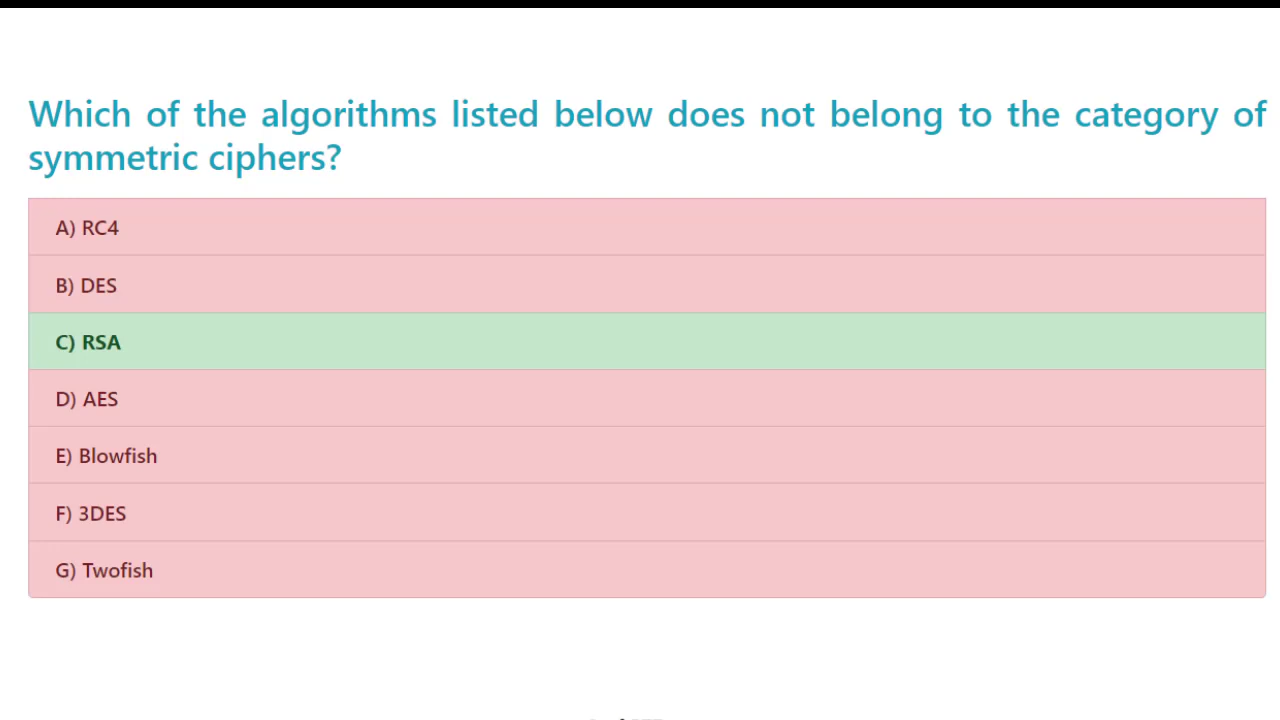 Which of the algorithms listed below does not belong to the category of
symmetric ciphers?
A) RC4
B) DES
C) RSA
D) AES
E) Blowfish
F) 3DES
G) Twofish